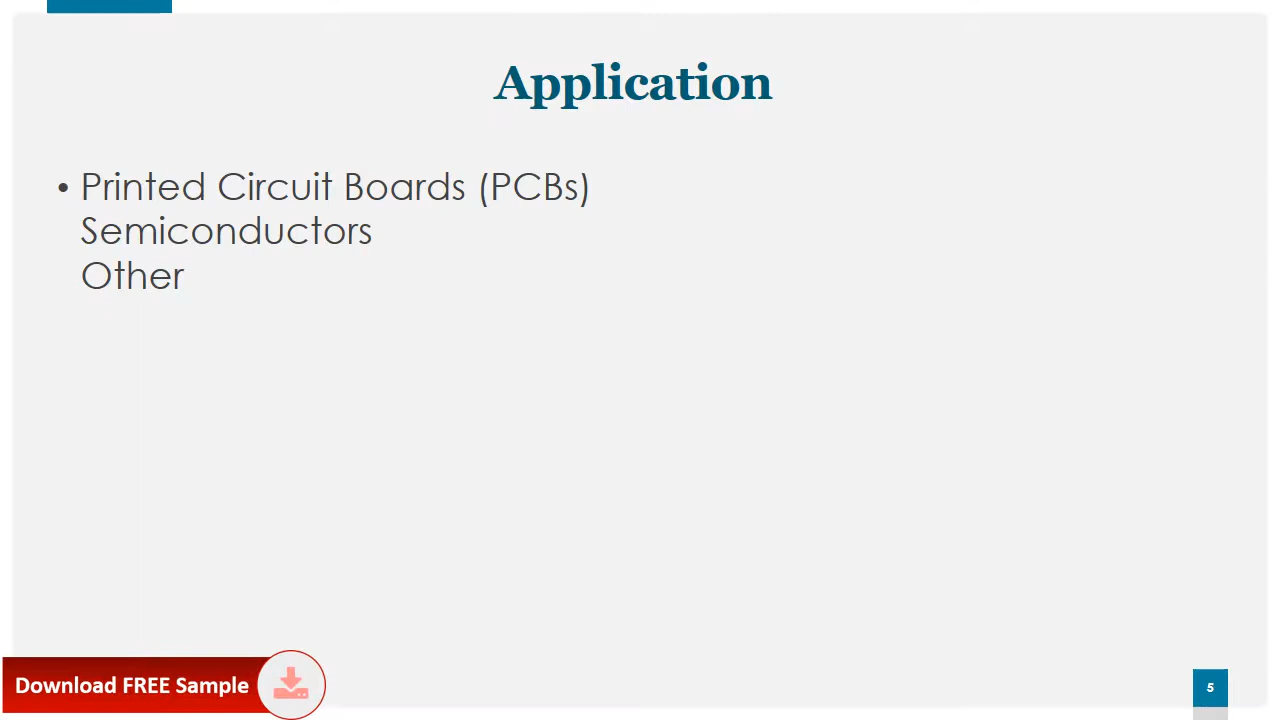 Application
• Printed Circuit Boards (PCBs)
Semiconductors
Other
Download FREE Sample
5